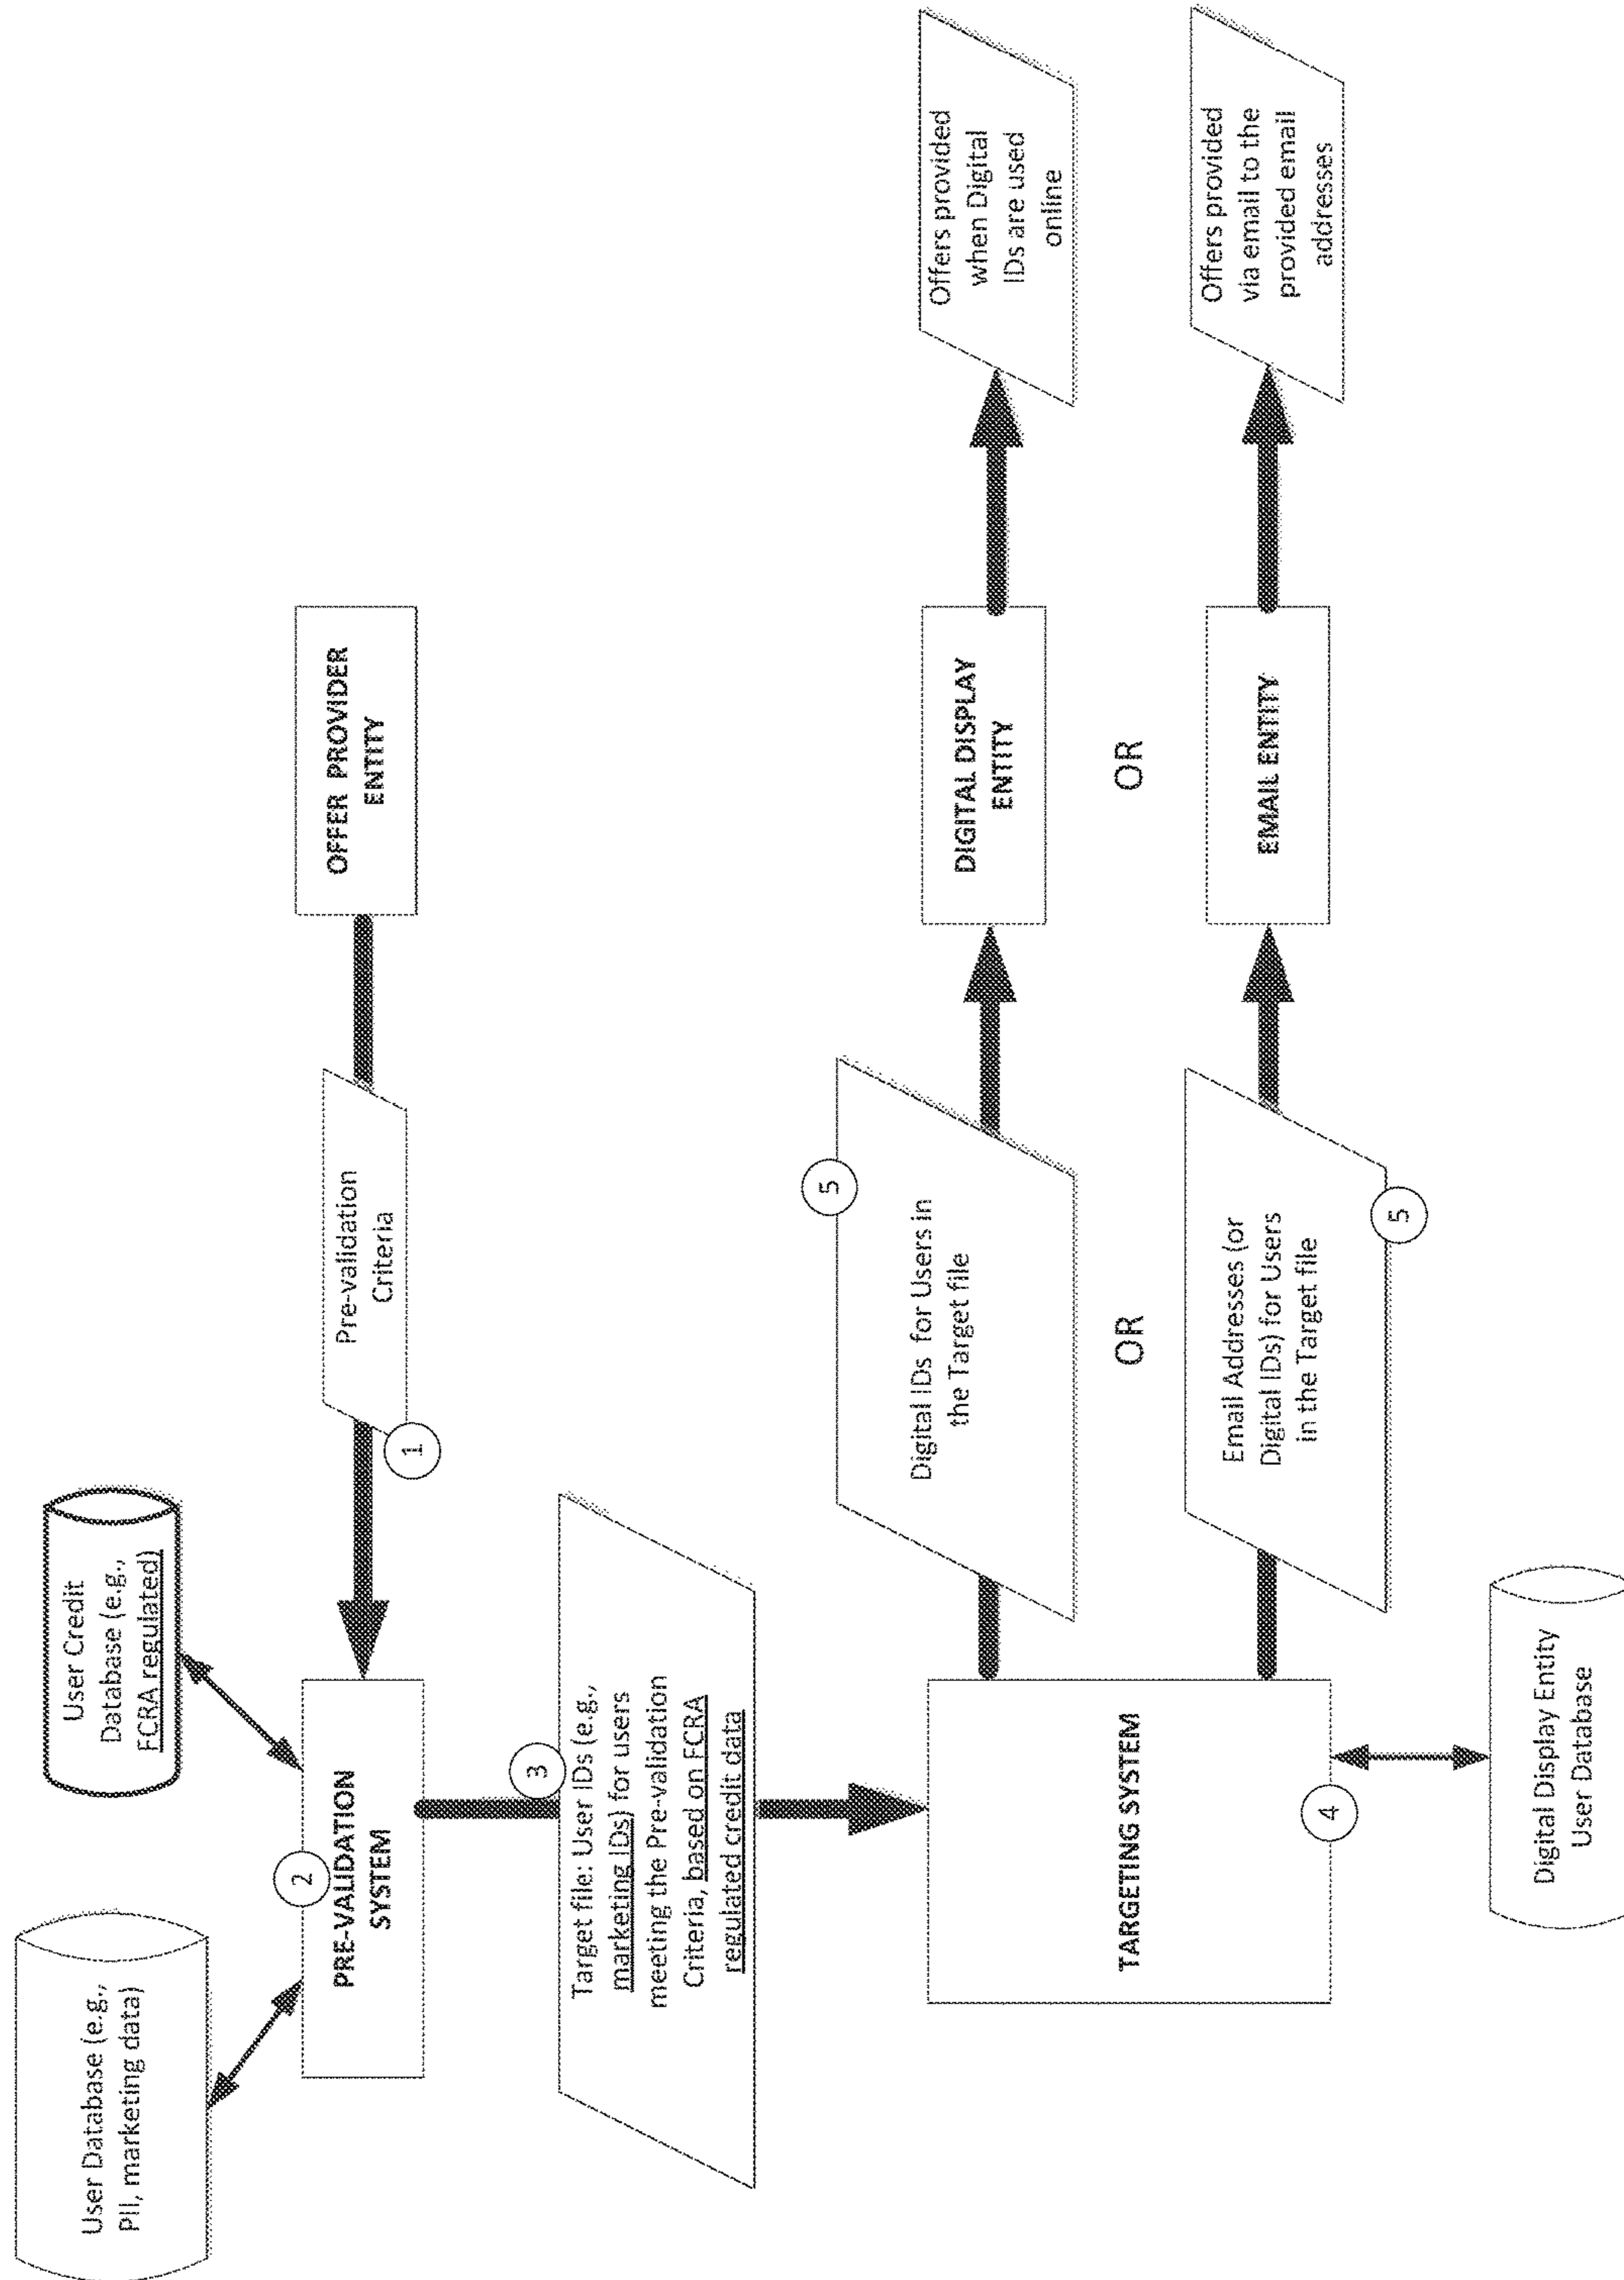 User Database (e.g.,
PII, marketing data)
User Credit
Database (e.g.,
FCRA regulated)
2
PRE-VALIDATION
SYSTEM
1
Pre-validation
Criteria
OFFER PROVIDER
ENTITY
3
Target file: User IDs (e.g.,
marketing IDs) for users
meeting the Pre-validation
Criteria, based on FCRA
regulated credit data
TARGETING SYSTEM
4
Digital Display Entity
User Database
5
Digital IDs for Users in
the Target file
OR
Email Addresses (or
Digital IDs) for Users
in the Target file
5
DIGITAL DISPLAY
ENTITY
OR
EMAIL ENTITY
Offers provided
when Digital
IDs are used
online
Offers provided
via email to the
provided email
addresses